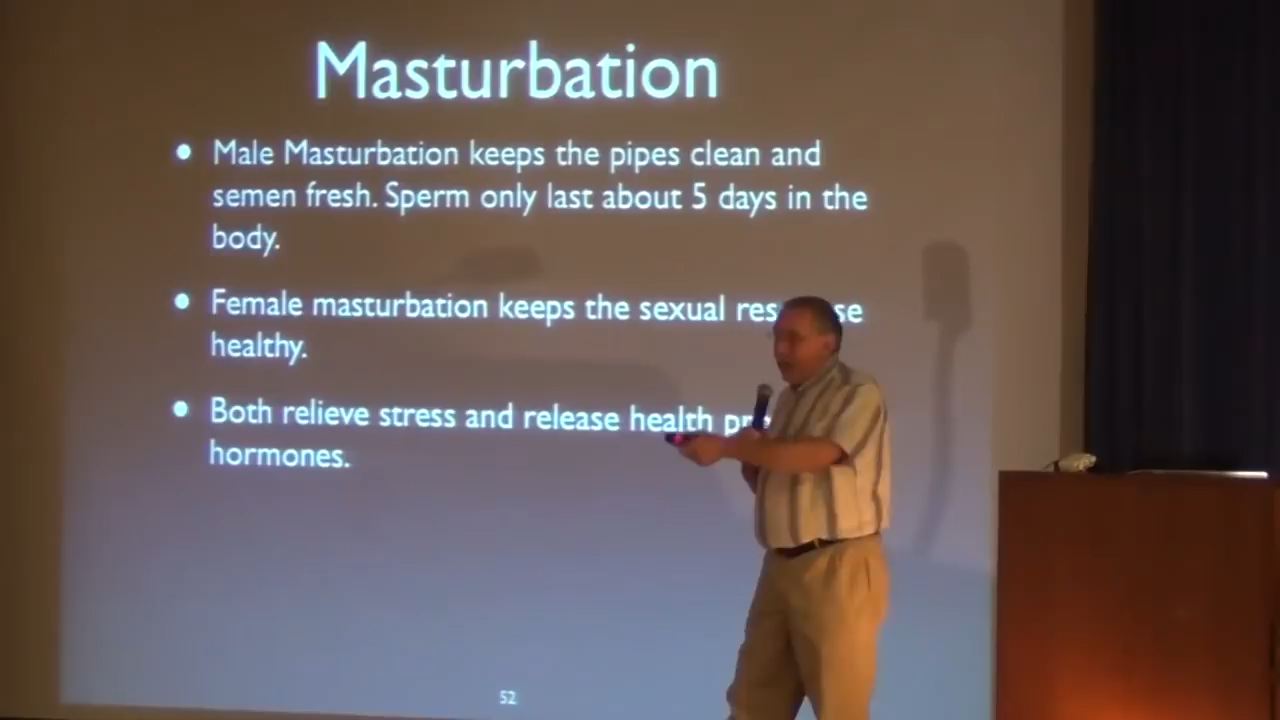 Masturbation
• Male Masturbation keeps the pipes clean and
semen fresh. Sperm only last about 5 days in the
body.
• Female masturbation keeps the sexual
healthy.
• Both relieve stress and release health
hormones.
52